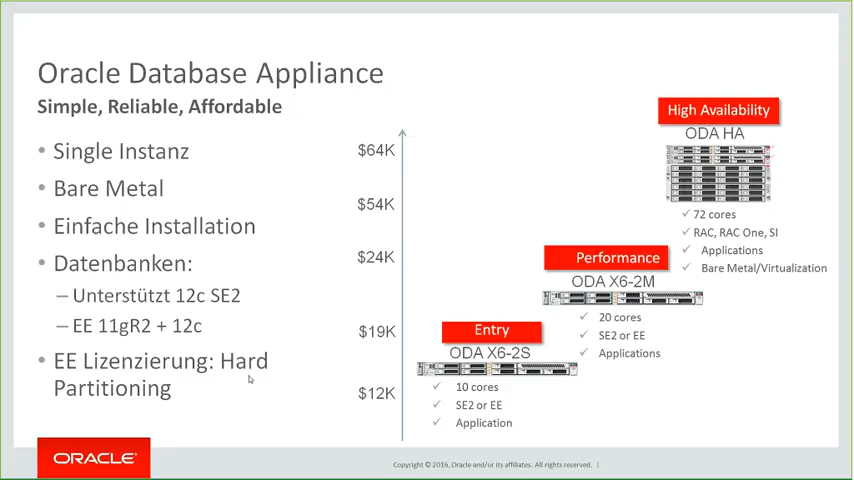 Oracle Database Appliance
Simple, Reliable, Affordable
• Single Instanz
• Bare Metal
• Einfache Installation
• Datenbanken:
– Unterstützt 12c SE2
– EE 11gR2 + 12c
• EE Lizenzierung: Hard
Partitioning
$64K
$54K
$24K
$19K
$12K
High Availability
ODA HA
✓ 72 cores
✓ RAC, RAC One, SI
✓ Applications
✓ Bare Metal/Virtualization
Performance
ODA X6-2M
✓ 20 cores
✓ SE2 or EE
✓ Applications
Entry
ODA X6-2S
✓ 10 cores
✓ SE2 or EE
✓ Application
ORACLE®
Copyright © 2016, Oracle and/or its affiliates. All rights reserved. |